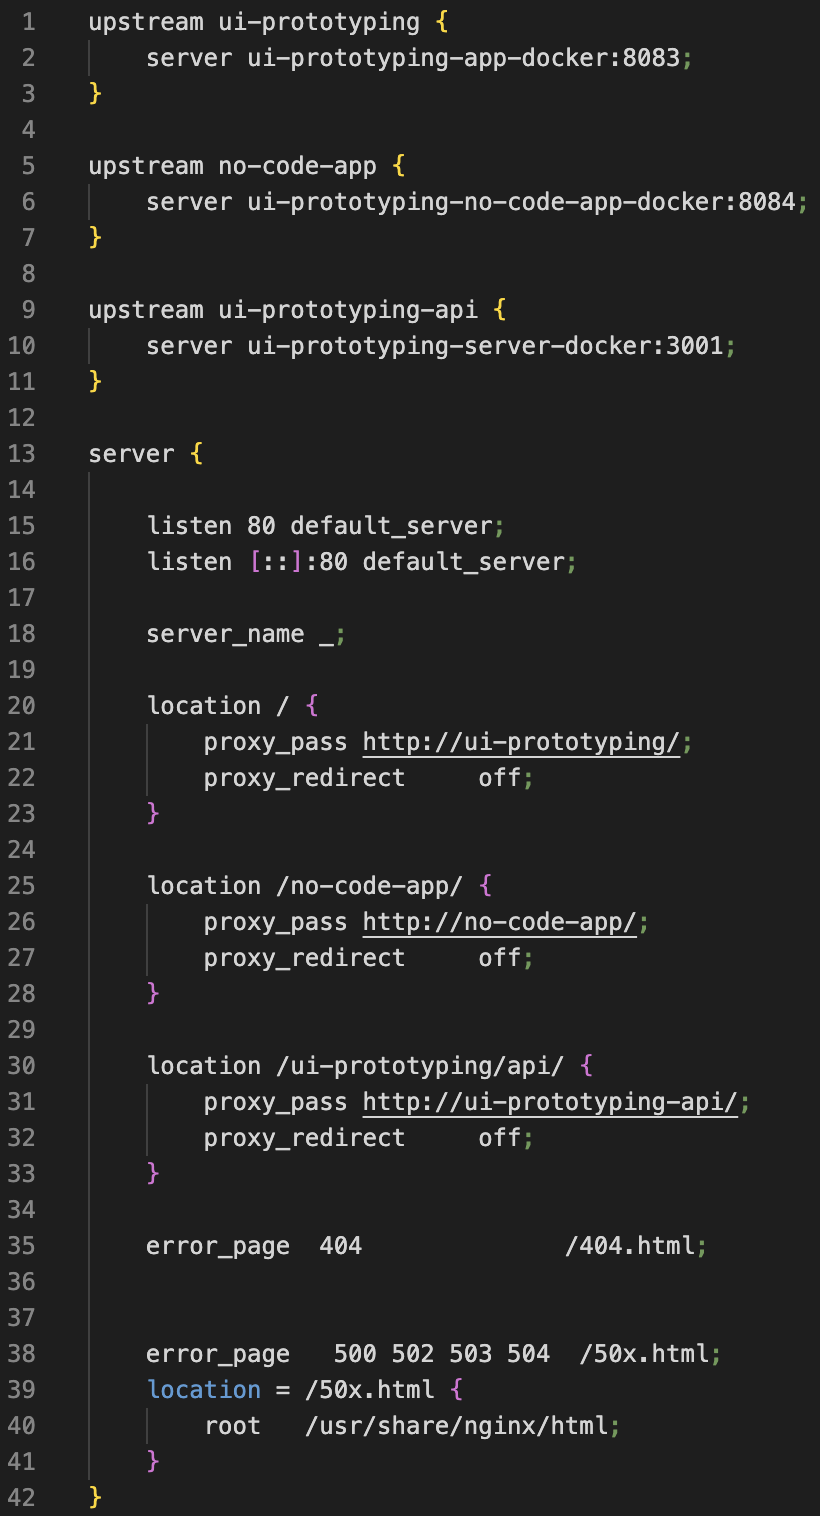 1 upstream ui-prototyping {
2 server ui-prototyping-app-docker:8083;
3 }
4
5 upstream no-code-app {
6 server ui-prototyping-no-code-app-docker:8084;
7 }
8
9 upstream ui-prototyping-api {
10 server ui-prototyping-server-docker:3001;
11 }
12
13 server {
14
15 listen 80 default_server;
16 listen [::]:80 default_server;
17
18 server_name _;
19
20 location / {
21 proxy_pass http://ui-prototyping/;
22 proxy_redirect     off;
23 }
24
25 location /no-code-app/ {
26 proxy_pass http://no-code-app/;
27 proxy_redirect     off;
28 }
29
30 location /ui-prototyping/api/ {
31 proxy_pass http://ui-prototyping-api/;
32 proxy_redirect     off;
33 }
34
35 error_page  404              /404.html;
36
37
38 error_page   500 502 503 504  /50x.html;
39 location = /50x.html {
40 root   /usr/share/nginx/html;
41 }
42 }